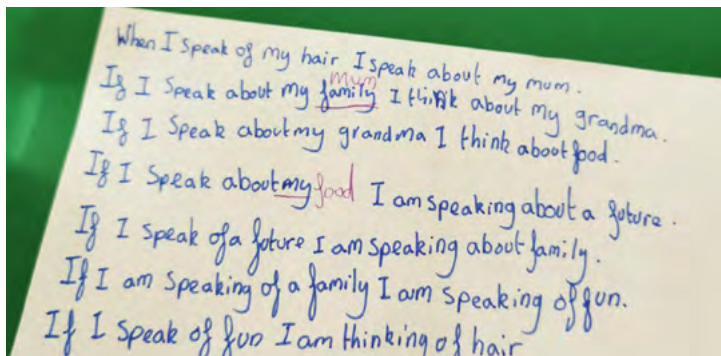 When I speak of my hair I speak about my mum.
mum
If I speak about my family I think about my grandma.
If I speak about my grandma I think about food.
If I speak about my food I am speaking about a future.
If I speak of a future I am speaking about family.
If I am speaking of a family I am speaking of fun.
If I speak of fun I am thinking of hair